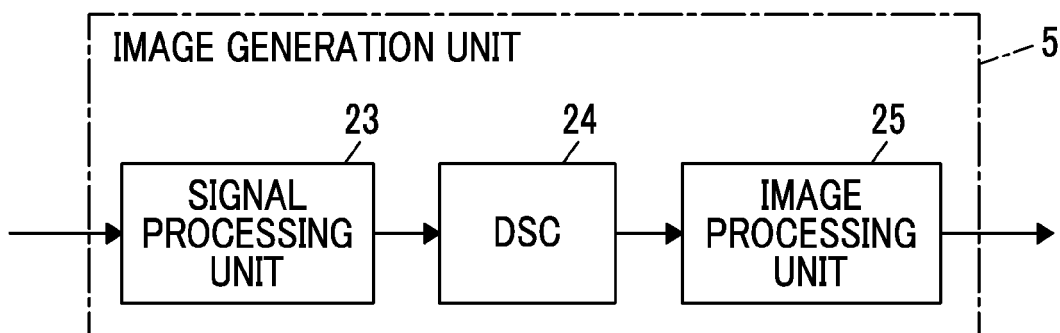 IMAGE GENERATION UNIT
5
23
24
25
SIGNAL
PROCESSING
UNIT
DSC
IMAGE
PROCESSING
UNIT